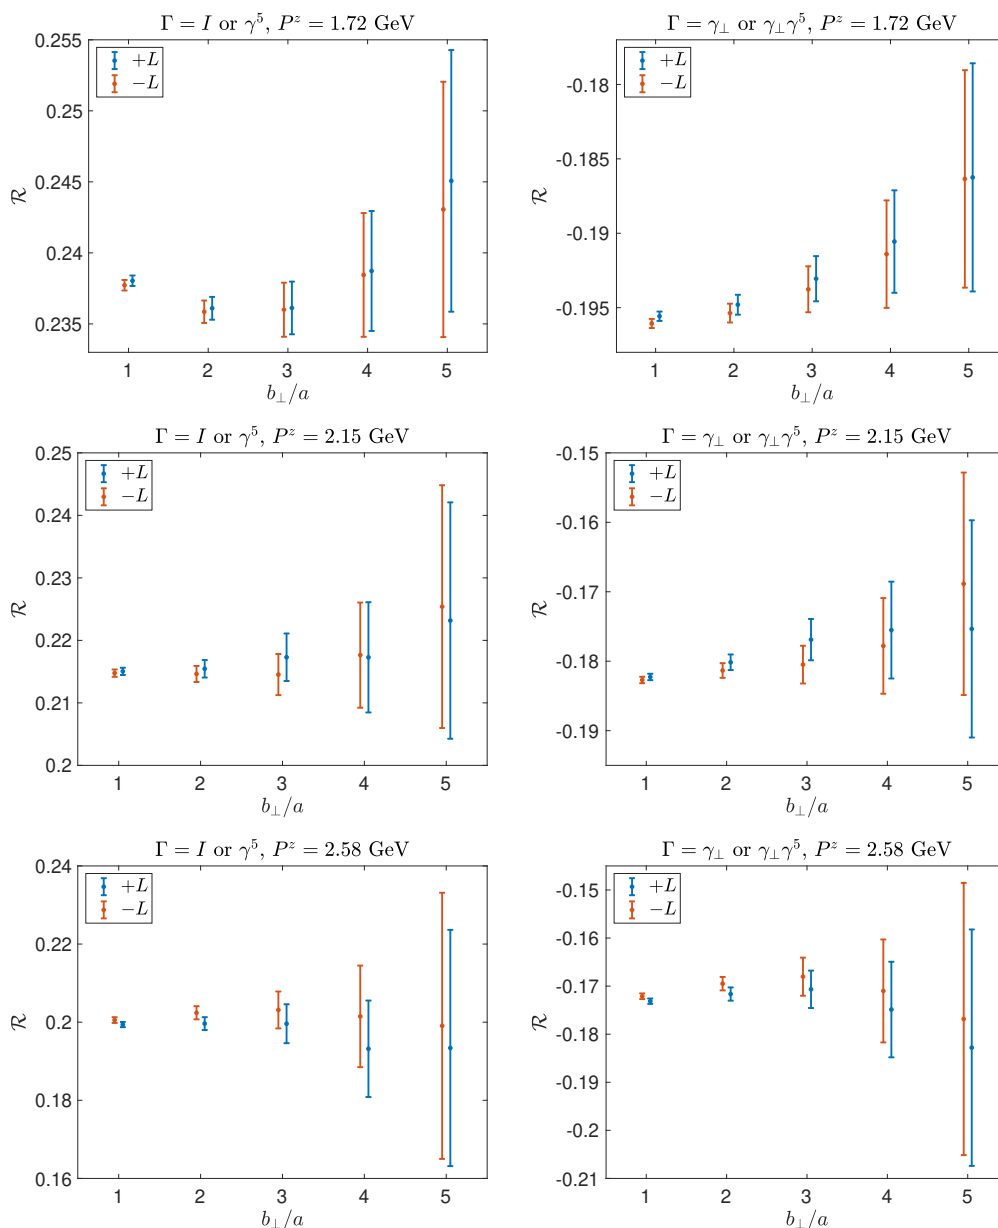 Γ = I or γ⁵, P^z = 1.72 GeV
0.255
0.25
0.245
0.24
0.235
R
+L
−L
1 2 3 4 5
b⊥/a
Γ = γ⊥ or γ⊥γ⁵, P^z = 1.72 GeV
-0.18
-0.185
-0.19
-0.195
R
+L
−L
1 2 3 4 5
b⊥/a
Γ = I or γ⁵, P^z = 2.15 GeV
0.25
0.24
0.23
0.22
0.21
0.2
R
+L
−L
1 2 3 4 5
b⊥/a
Γ = γ⊥ or γ⊥γ⁵, P^z = 2.15 GeV
-0.15
-0.16
-0.17
-0.18
-0.19
R
+L
−L
1 2 3 4 5
b⊥/a
Γ = I or γ⁵, P^z = 2.58 GeV
0.24
0.22
0.2
0.18
0.16
R
+L
−L
1 2 3 4 5
b⊥/a
Γ = γ⊥ or γ⊥γ⁵, P^z = 2.58 GeV
-0.15
-0.16
-0.17
-0.18
-0.19
-0.2
-0.21
R
+L
−L
1 2 3 4 5
b⊥/a